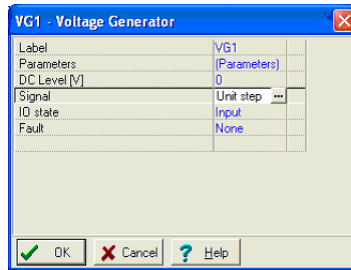 VG1 - Voltage Generator
Label VG1
Parameters (Parameters)
DC Level [V] 0
Signal Unit step ...
IO state Input
Fault None
OK Cancel ? Help